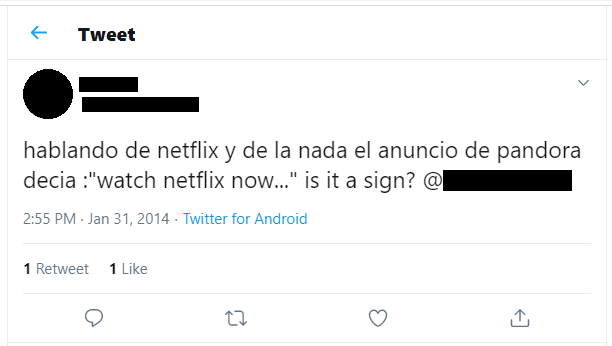 Tweet
hablando de netflix y de la nada el anuncio de pandora
decia :"watch netflix now..." is it a sign? @
2:55 PM · Jan 31, 2014 · Twitter for Android
1 Retweet 1 Like